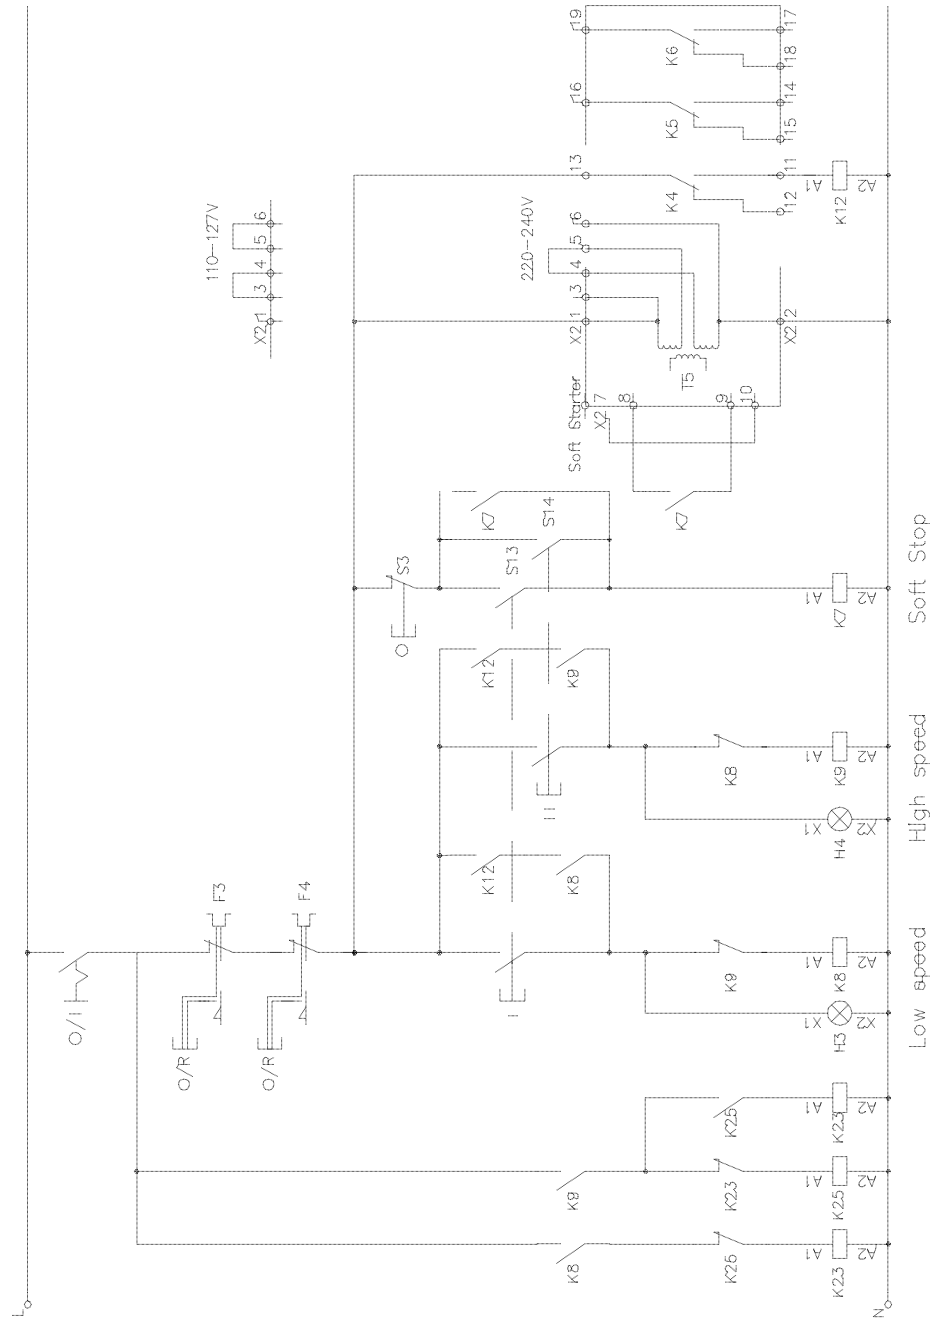 L
N
19
K6
17
18
16
K5
14
15
13
K4
11
12
A1
A2
K12
110-127V
X2 1
3
4
5
6
220-240V
X2 1
3
4
5
6
X2 2
T5
Soft Starter
X2
7
8
9
10
K7
K7
S14
S13
S3
O
K7
A1
A2
Soft Stop
K12
K9
II
K8
A1
A2
K9
X1
X2
H4
High speed
K12
K8
O/I
F3
O/R
F4
O/R
I
K9
A1
A2
K8
X1
X2
H3
Low speed
K25
A1
A2
K23
K9
K23
A1
A2
K25
K8
K25
A1
A2
K23